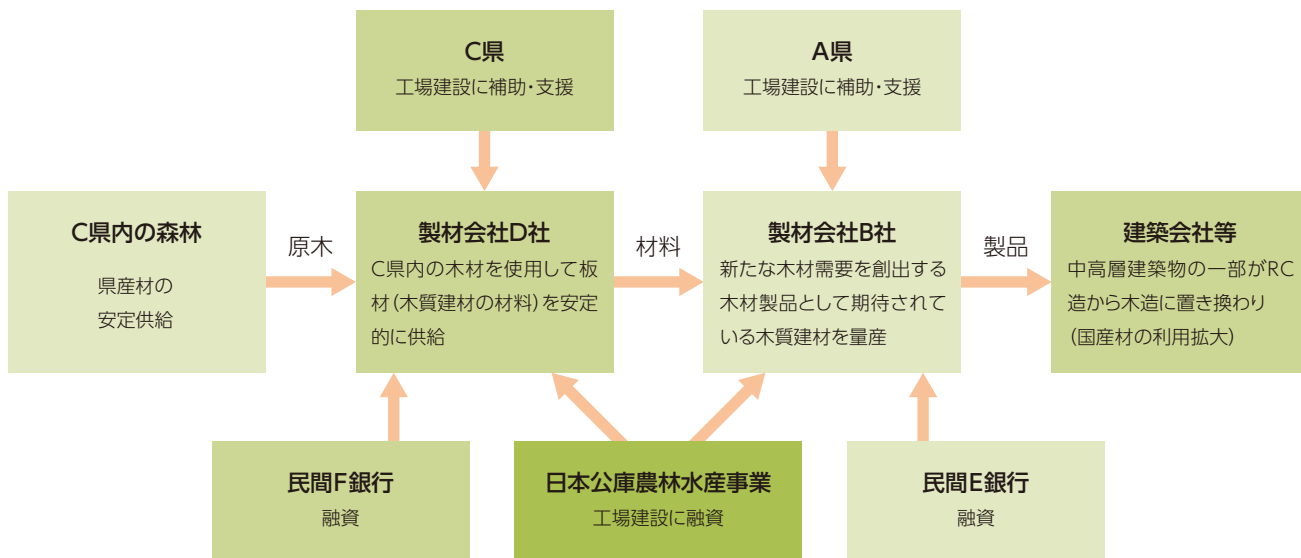 C県
工場建設に補助・支援
A県
工場建設に補助・支援
C県内の森林
県産材の
安定供給
原木
製材会社D社
C県内の木材を使用して板
材(木質建材の材料)を安定
的に供給
材料
製材会社B社
新たな木材需要を創出する
木材製品として期待されて
いる木質建材を量産
製品
建築会社等
中高層建築物の一部がRC
造から木造に置き換わり
(国産材の利用拡大)
民間F銀行
融資
日本公庫農林水産事業
工場建設に融資
民間E銀行
融資